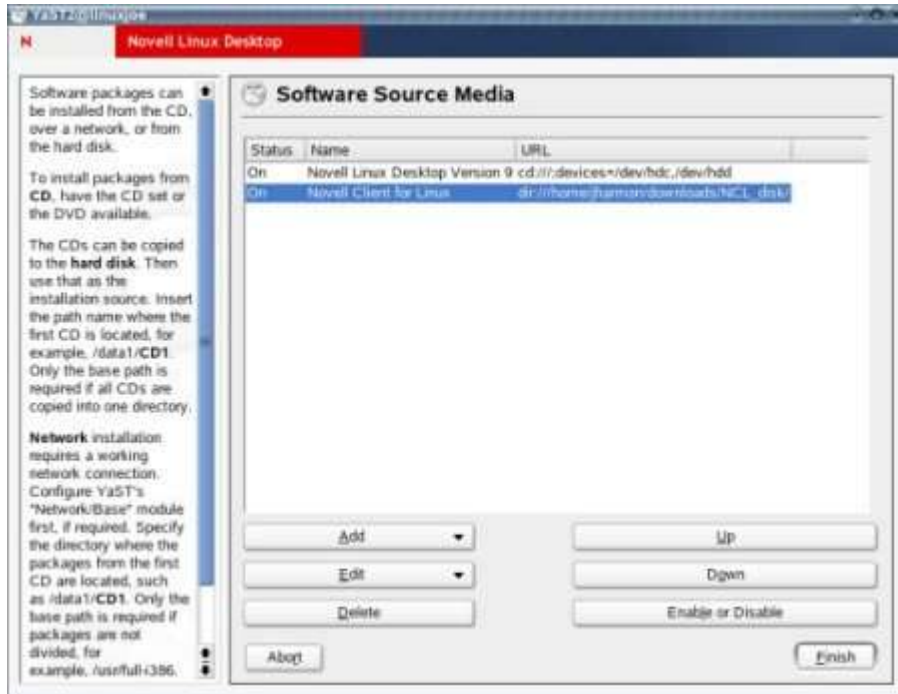 YaST2@linuxjoe
N Novell Linux Desktop
Software packages can
be installed from the CD,
over a network, or from
the hard disk.
To install packages from
CD, have the CD set or
the DVD available.
The CDs can be copied
to the hard disk. Then
use that as the
installation source. Insert
the path name where the
first CD is located, for
example, /data1/CD1.
Only the base path is
required if all CDs are
copied into one directory.
Network installation
requires a working
network connection.
Configure YaST's
"Network/Base" module
first, if required. Specify
the directory where the
packages from the first
CD are located, such
as /data1/CD1. Only the
base path is required if
packages are not
divided, for
example, /usr/full-i386.
Software Source Media
Status Name URL
On Novell Linux Desktop Version 9 cd:///;devices=/dev/hdc,/dev/hdd
On Novell Client for Linux dir:///home/jharmon/downloads/NCL_disk/
Add Up
Edit Down
Delete Enable or Disable
Abort Finish